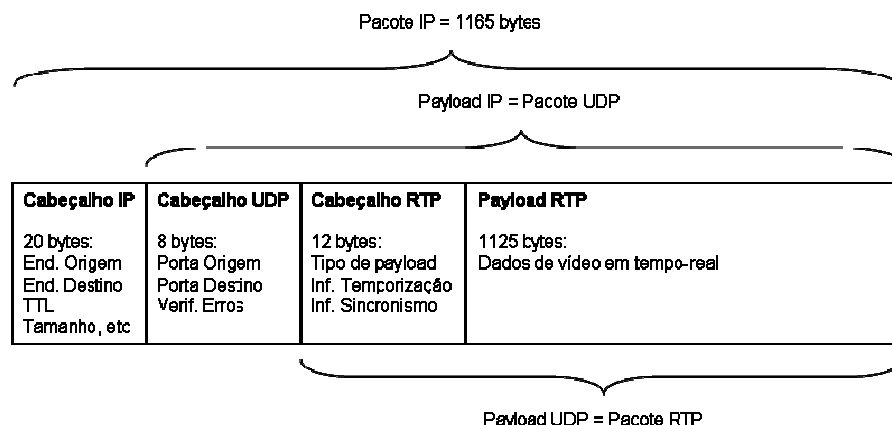 Pacote IP = 1165 bytes
Payload IP = Pacote UDP
Cabeçalho IP
20 bytes:
End. Origem
End. Destino
TTL
Tamanho, etc
Cabeçalho UDP
8 bytes:
Porta Origem
Porta Destino
Verif. Erros
Cabeçalho RTP
12 bytes:
Tipo de payload
Inf. Temporização
Inf. Sincronismo
Payload RTP
1125 bytes:
Dados de vídeo em tempo-real
Payload UDP = Pacote RTP